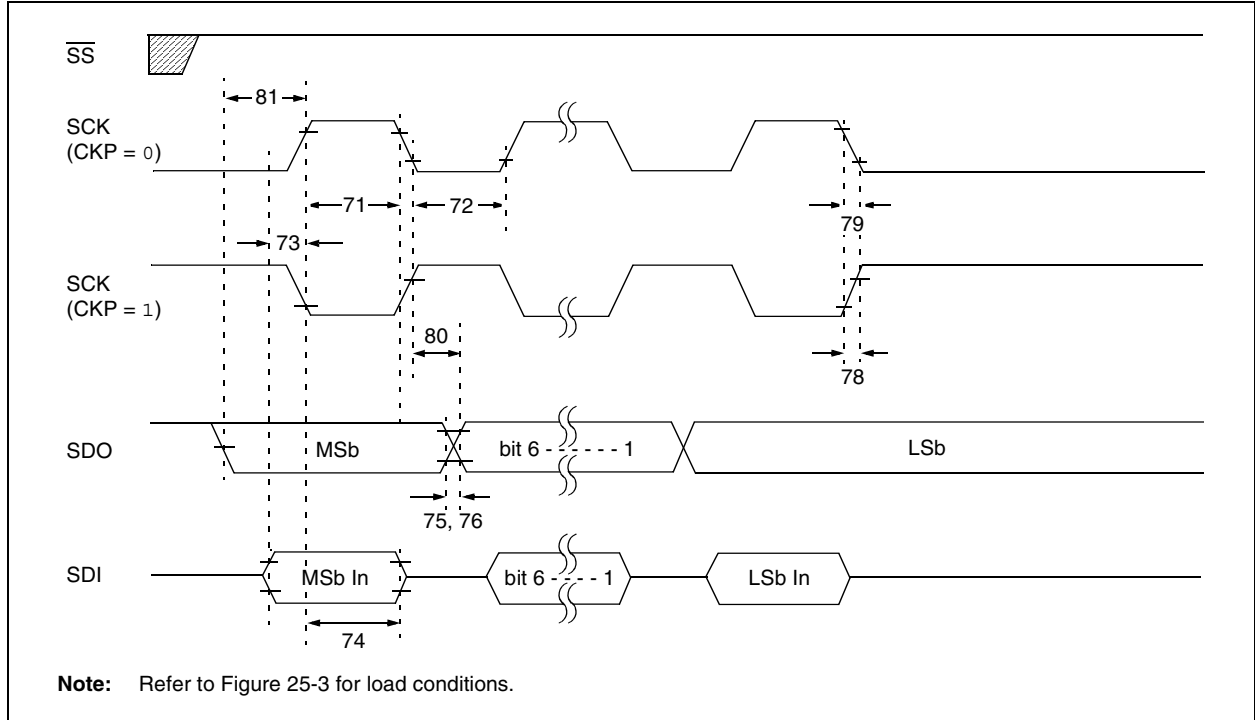 SS
81
SCK
(CKP = 0)
71
72
79
73
SCK
(CKP = 1)
80
78
SDO
MSb
bit 6 - - - - - - 1
LSb
75, 76
SDI
MSb In
bit 6 - - - - 1
LSb In
74
Note: Refer to Figure 25-3 for load conditions.